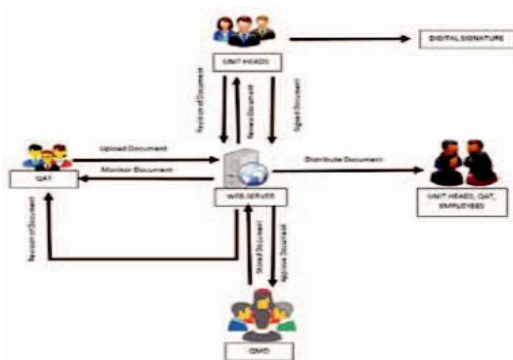 DIGITAL SIGNATURE
UNIT HEADS
Revision of Document
Review Document
Signed Document
Upload Document
Monitor Document
Distribute Document
QAT
WEB SERVER
UNIT HEADS, QAT,
EMPLOYEES
Revision of Document
Stored Document
Approve Document
QMO